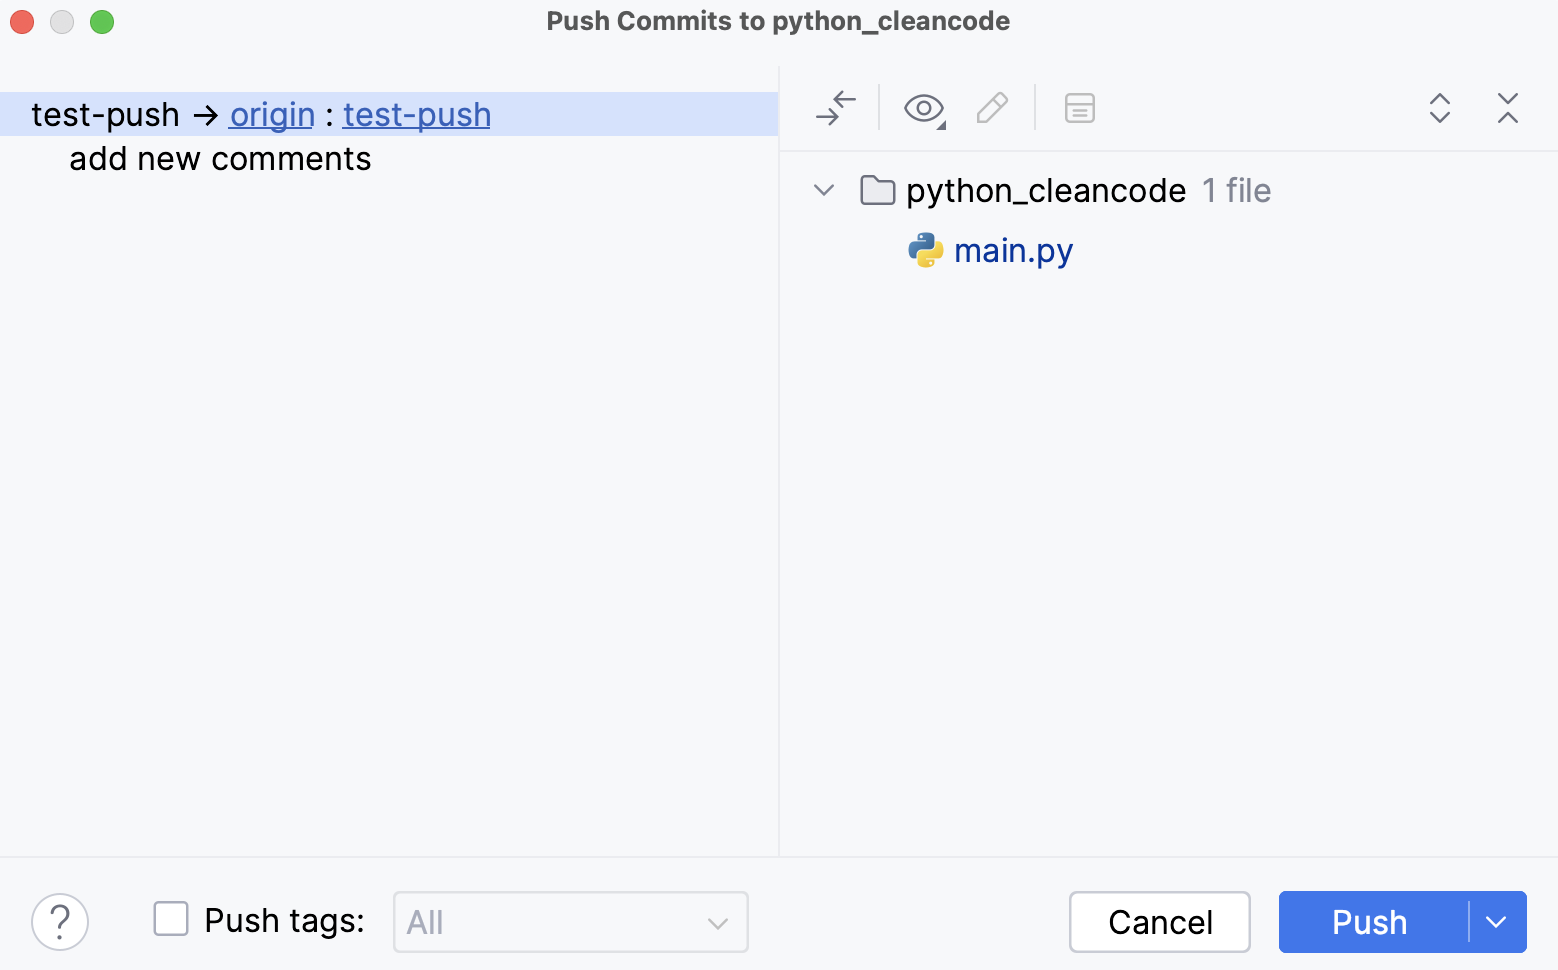 Push Commits to python_cleancode
test-push → origin : test-push
add new comments
python_cleancode 1 file
main.py
? Push tags: All Cancel Push